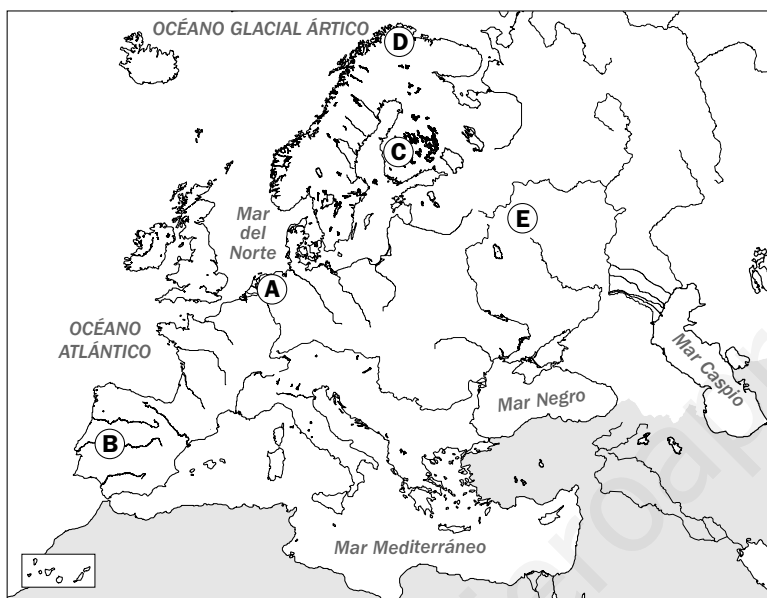 OCÉANO GLACIAL ÁRTICO
D
C
Mar
del
Norte
E
A
OCÉANO
ATLÁNTICO
Mar Caspio
Mar Negro
B
Mar Mediterráneo